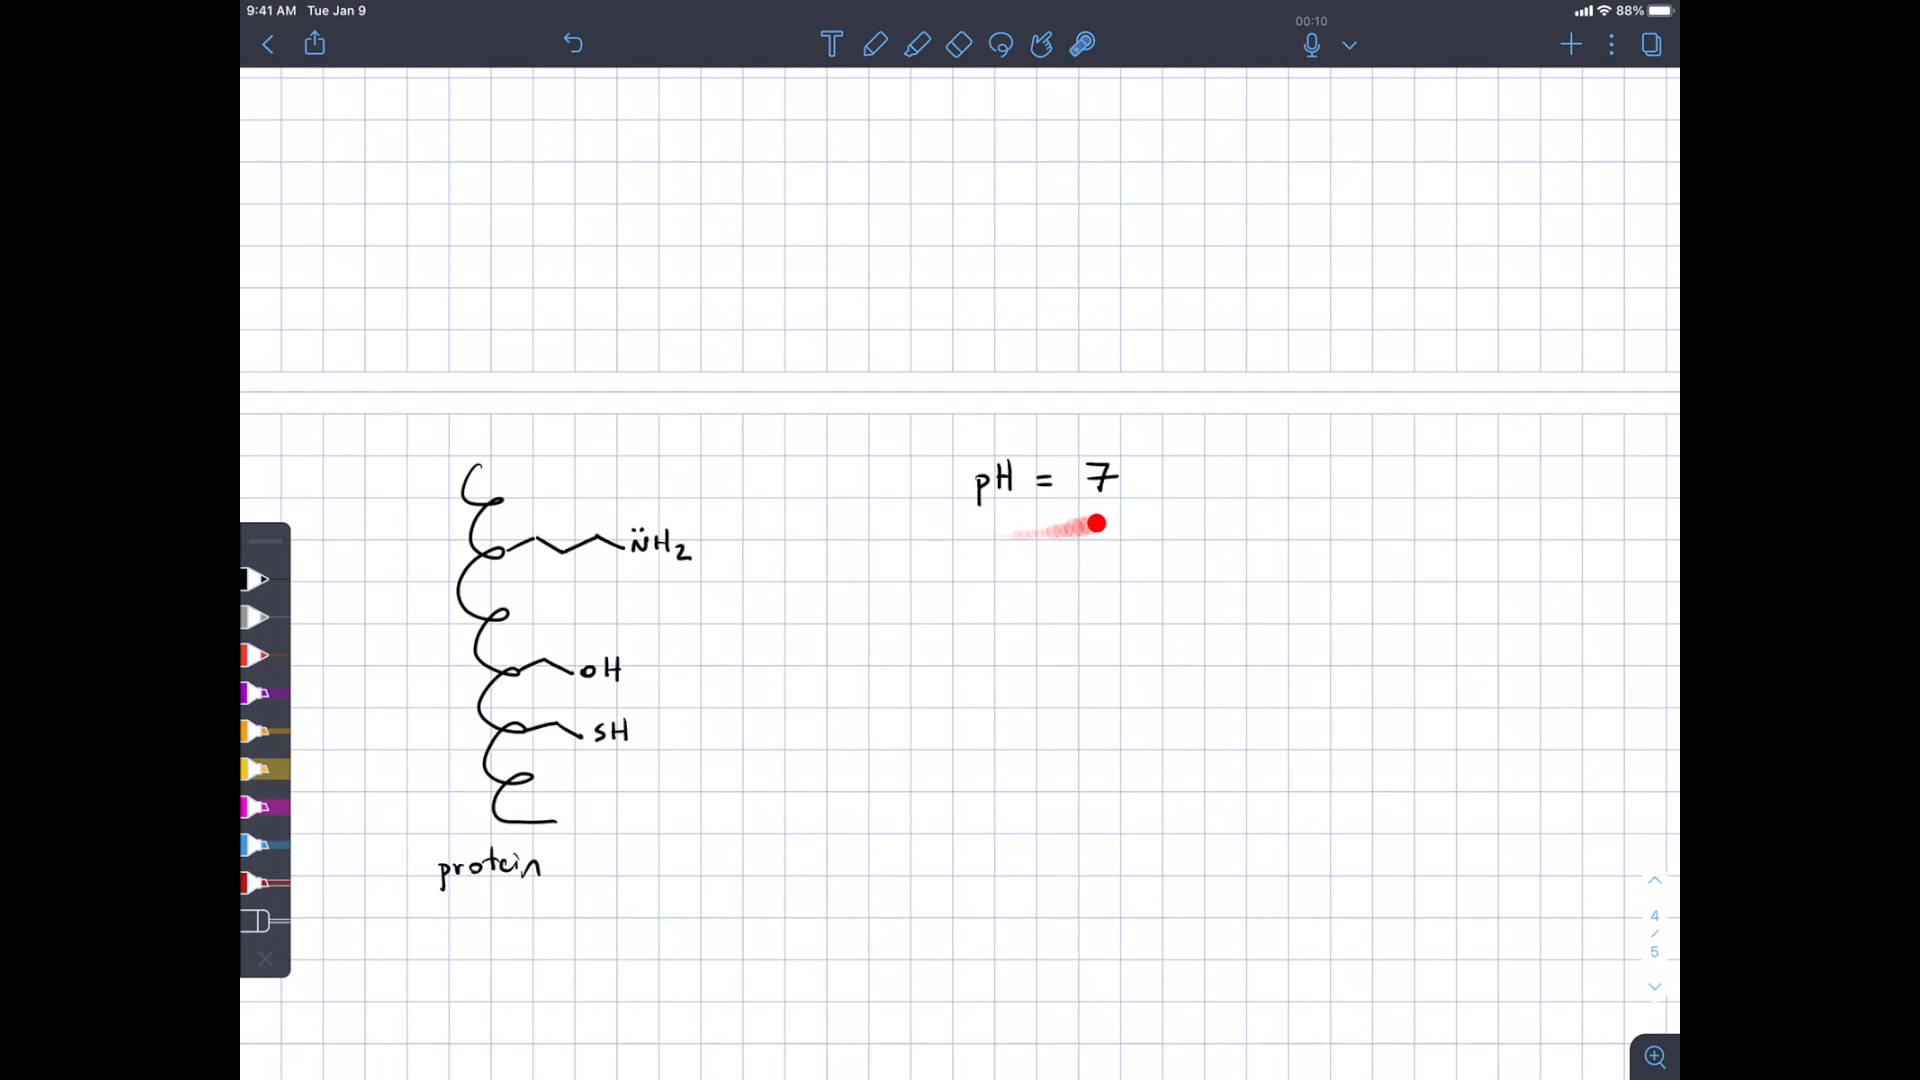 9:41 AM Tue Jan 9
88%
00:10
pH = 7
N̈H₂
OH
SH
protein
4
/
5